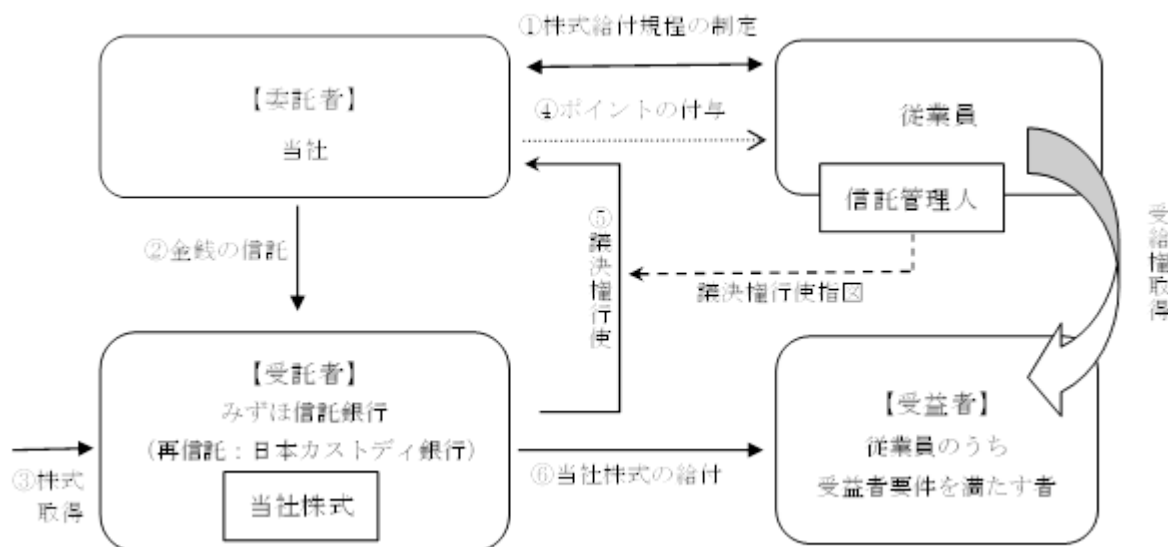 ①株式給付規程の制定
【委託者】
当社
④ポイントの付与
従業員
信託管理人
②金銭の信託
⑤議決権行使
議決権行使指図
受給権取得
【受託者】
みずほ信託銀行
(再信託：日本カストディ銀行)
当社株式
③株式
取得
⑥当社株式の給付
【受益者】
従業員のうち
受益者要件を満たす者